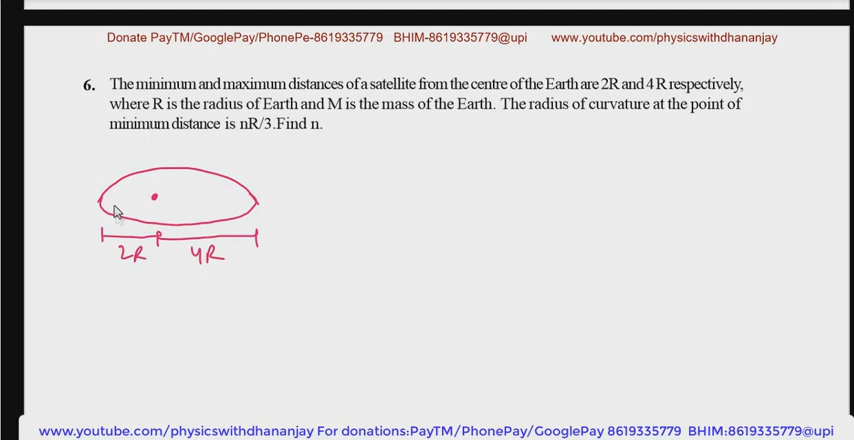 Donate PayTM/GooglePay/PhonePe-8619335779 BHIM-8619335779@upi www.youtube.com/physicswithdhananjay
6. The minimum and maximum distances of a satellite from the centre of the Earth are 2R and 4R respectively,
where R is the radius of Earth and M is the mass of the Earth. The radius of curvature at the point of
minimum distance is nR/3.Find n.
2R 4R
www.youtube.com/physicswithdhananjay For donations:PayTM/PhonePay/GooglePay 8619335779 BHIM:8619335779@upi